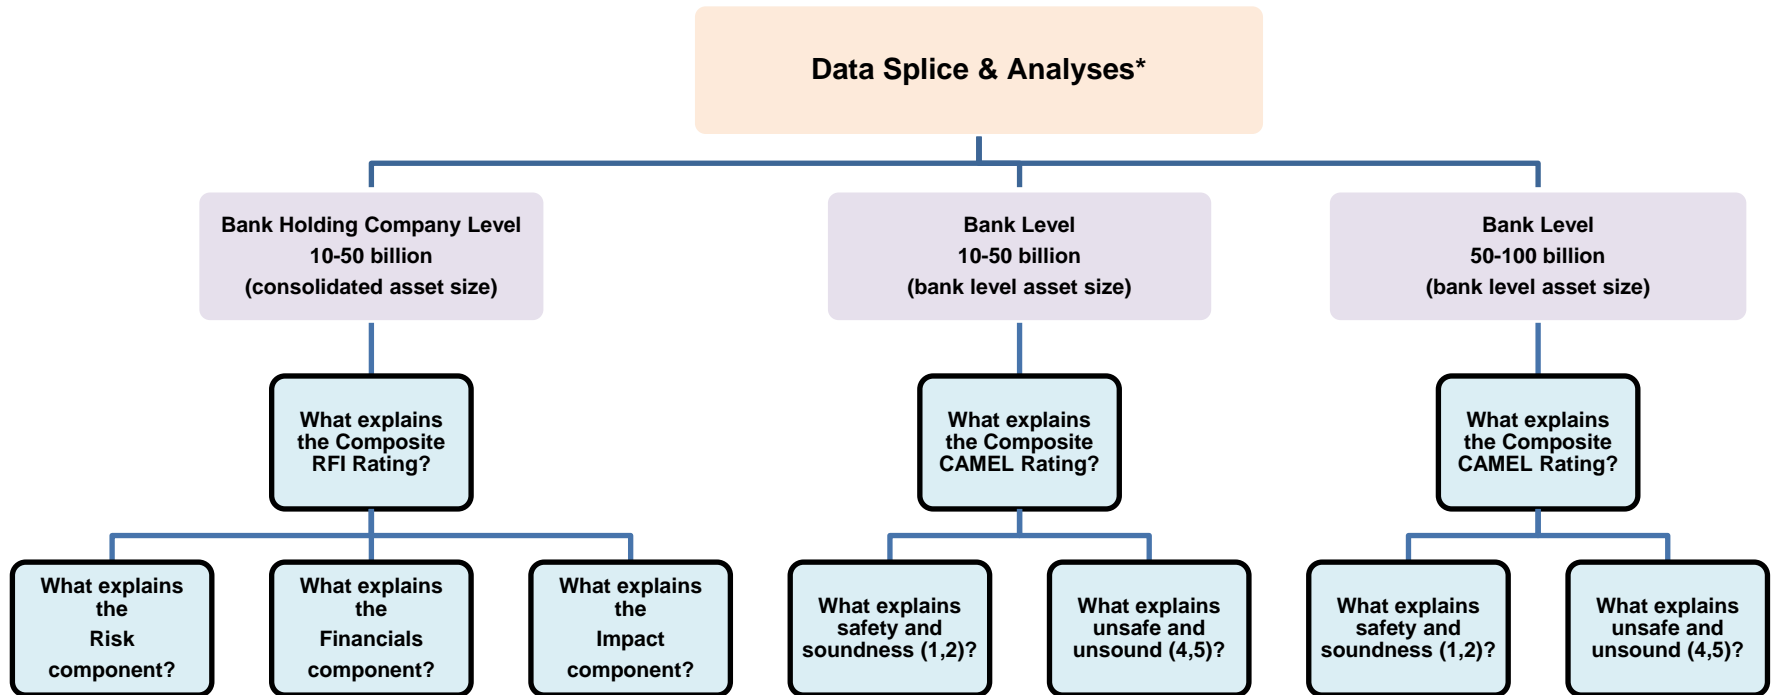 Data Splice & Analyses*
Bank Holding Company Level
10-50 billion
(consolidated asset size)
Bank Level
10-50 billion
(bank level asset size)
Bank Level
50-100 billion
(bank level asset size)
What explains
the Composite
RFI Rating?
What explains
the Composite
CAMEL Rating?
What explains
the Composite
CAMEL Rating?
What explains
the
Risk
component?
What explains
the
Financials
component?
What explains
the
Impact
component?
What explains
safety and
soundness (1,2)?
What explains
unsafe and
unsound (4,5)?
What explains
safety and
soundness (1,2)?
What explains
unsafe and
unsound (4,5)?